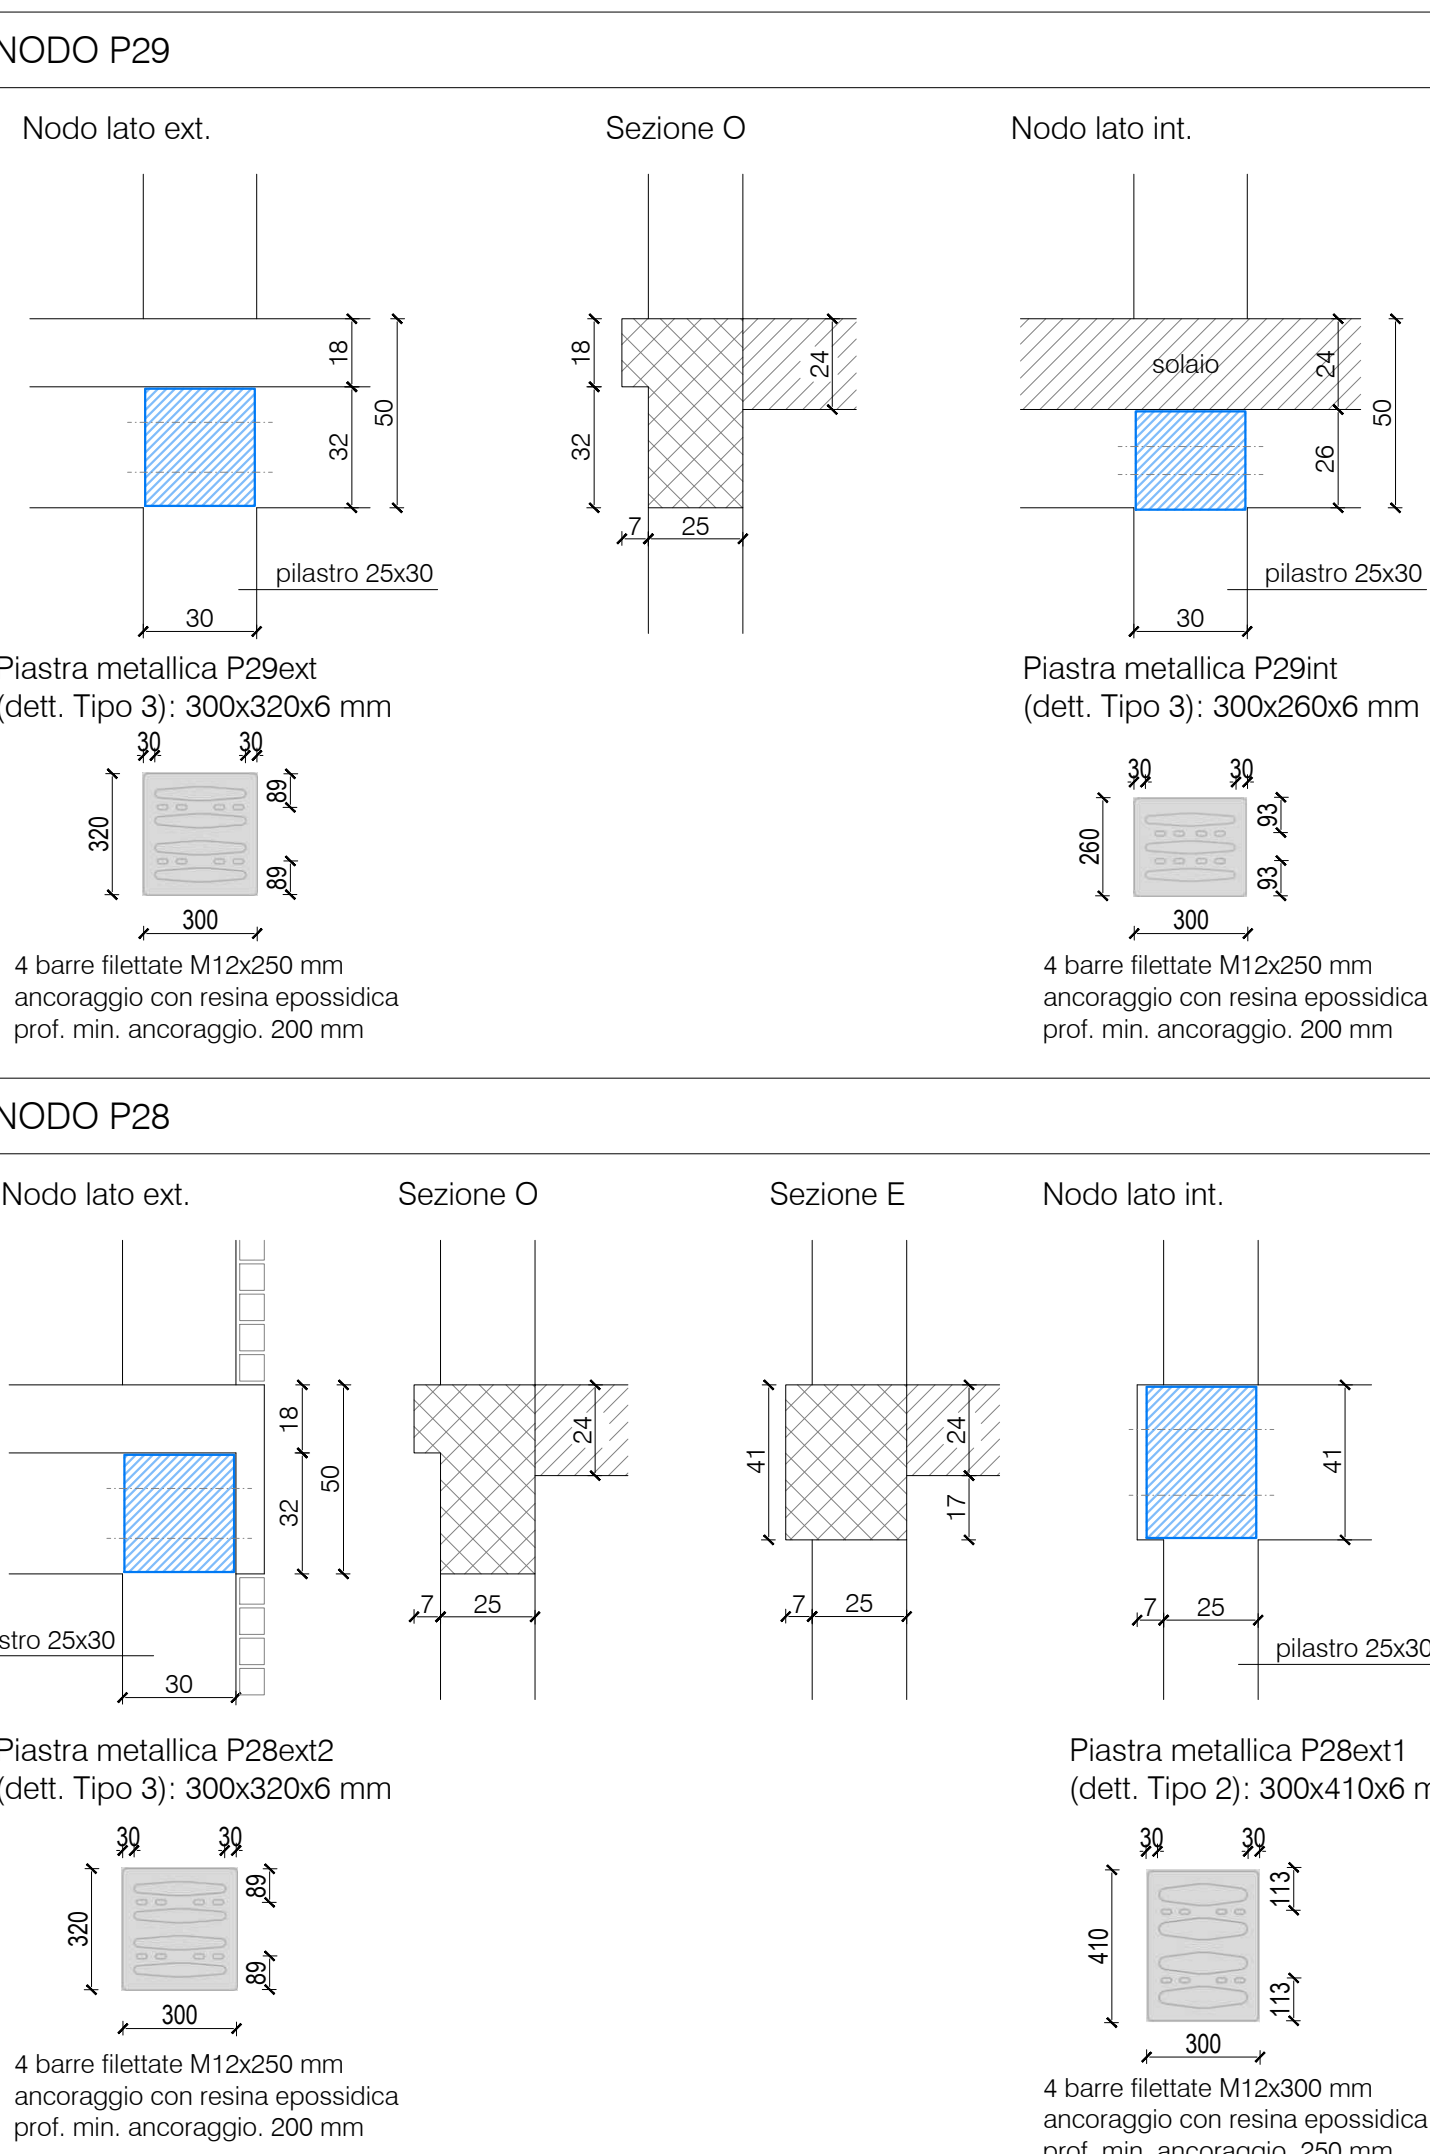 NODO P29
Nodo lato ext.
Sezione O
Nodo lato int.
18
32
50
18
32
24
7
25
solaio
24
26
50
pilastro 25x30
30
pilastro 25x30
30
Piastra metallica P29ext
(dett. Tipo 3): 300x320x6 mm
Piastra metallica P29int
(dett. Tipo 3): 300x260x6 mm
30
30
320
89
89
300
30
30
260
93
93
300
4 barre filettate M12x250 mm
ancoraggio con resina epossidica
prof. min. ancoraggio. 200 mm
4 barre filettate M12x250 mm
ancoraggio con resina epossidica
prof. min. ancoraggio. 200 mm
NODO P28
Nodo lato ext.
Sezione O
Sezione E
Nodo lato int.
18
32
50
24
7
25
41
24
17
7
25
41
7
25
stro 25x30
30
pilastro 25x30
Piastra metallica P28ext2
(dett. Tipo 3): 300x320x6 mm
Piastra metallica P28ext1
(dett. Tipo 2): 300x410x6 m
30
30
320
89
89
300
30
30
410
113
113
300
4 barre filettate M12x250 mm
ancoraggio con resina epossidica
prof. min. ancoraggio. 200 mm
4 barre filettate M12x300 mm
ancoraggio con resina epossidica
prof. min. ancoraggio. 250 mm